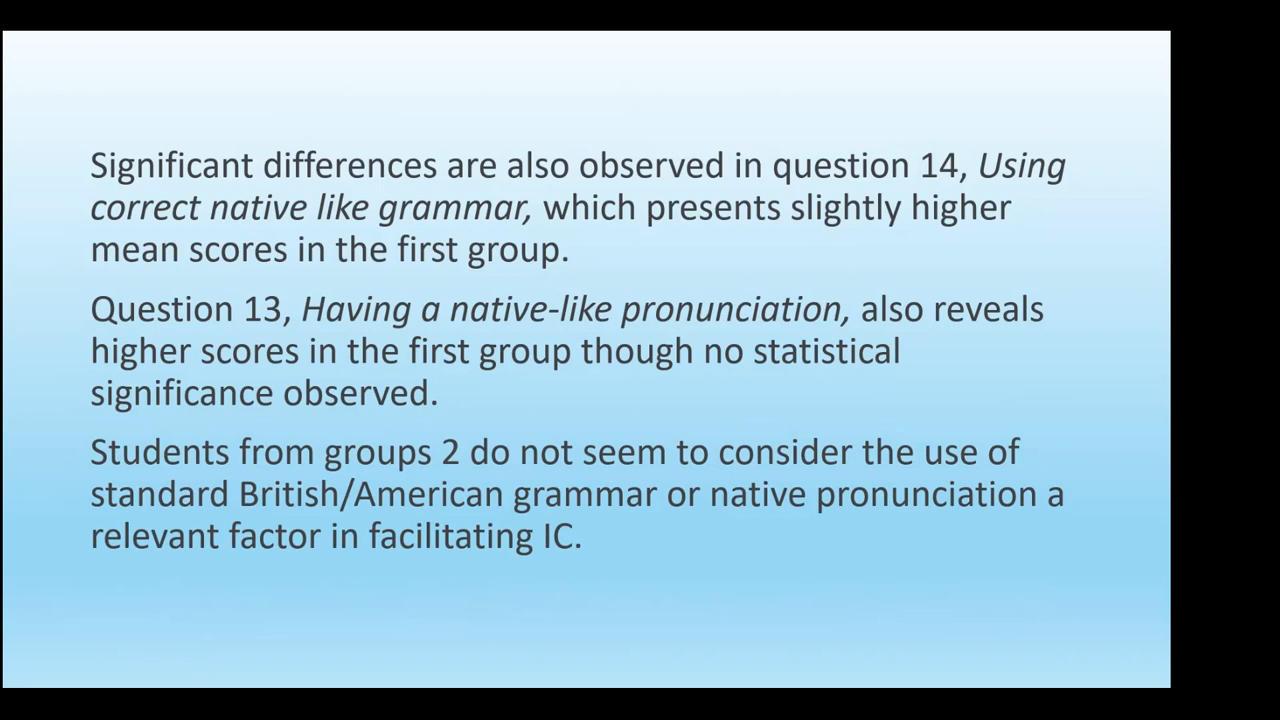 Significant differences are also observed in question 14, Using
correct native like grammar, which presents slightly higher
mean scores in the first group.
Question 13, Having a native-like pronunciation, also reveals
higher scores in the first group though no statistical
significance observed.
Students from groups 2 do not seem to consider the use of
standard British/American grammar or native pronunciation a
relevant factor in facilitating IC.